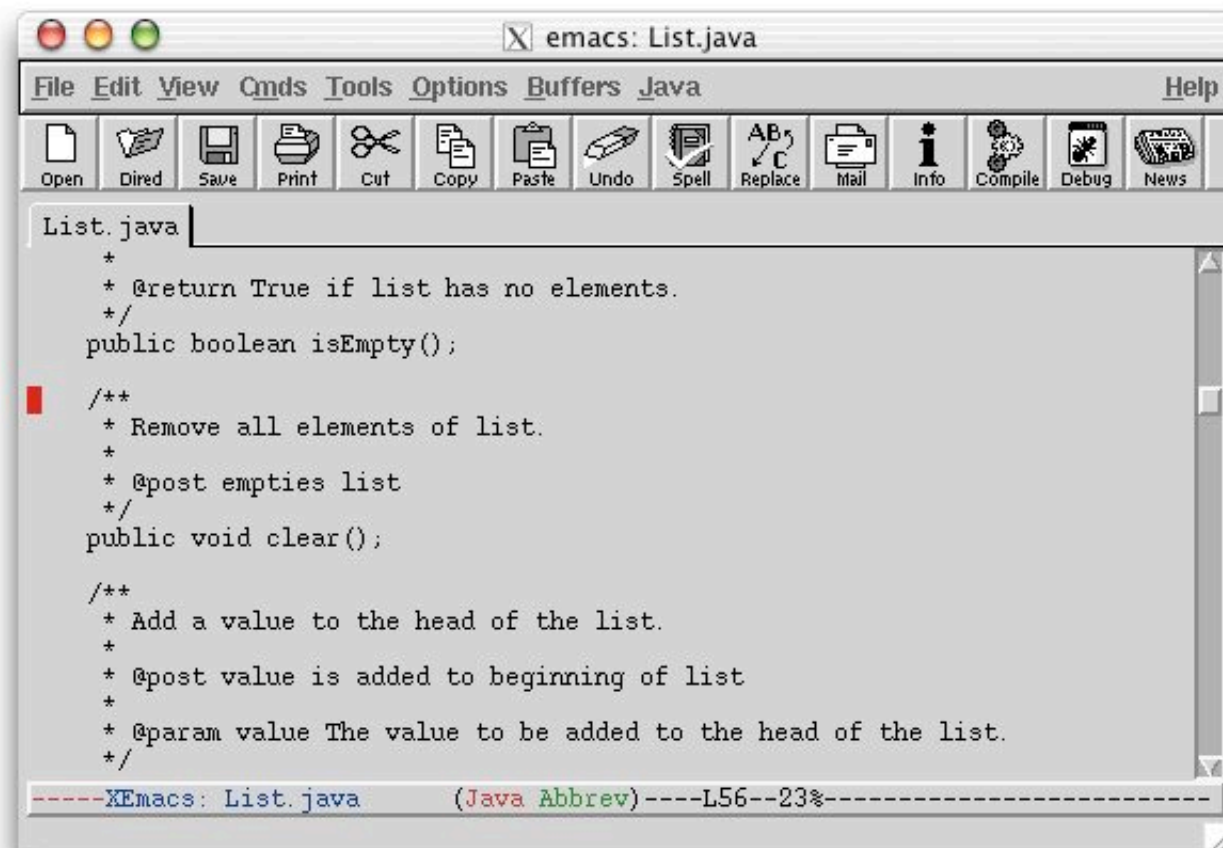 emacs: List.java
File Edit View Cmds Tools Options Buffers Java Help
Open Dired Save Print Cut Copy Paste Undo Spell Replace Mail Info Compile Debug News
List.java
     *
     * @return True if list has no elements.
     */
    public boolean isEmpty();
    /**
     * Remove all elements of list.
     *
     * @post empties list
     */
    public void clear();
    /**
     * Add a value to the head of the list.
     *
     * @post value is added to beginning of list
     *
     * @param value The value to be added to the head of the list.
     */
-----XEmacs: List.java      (Java Abbrev)----L56--23%--------------------------